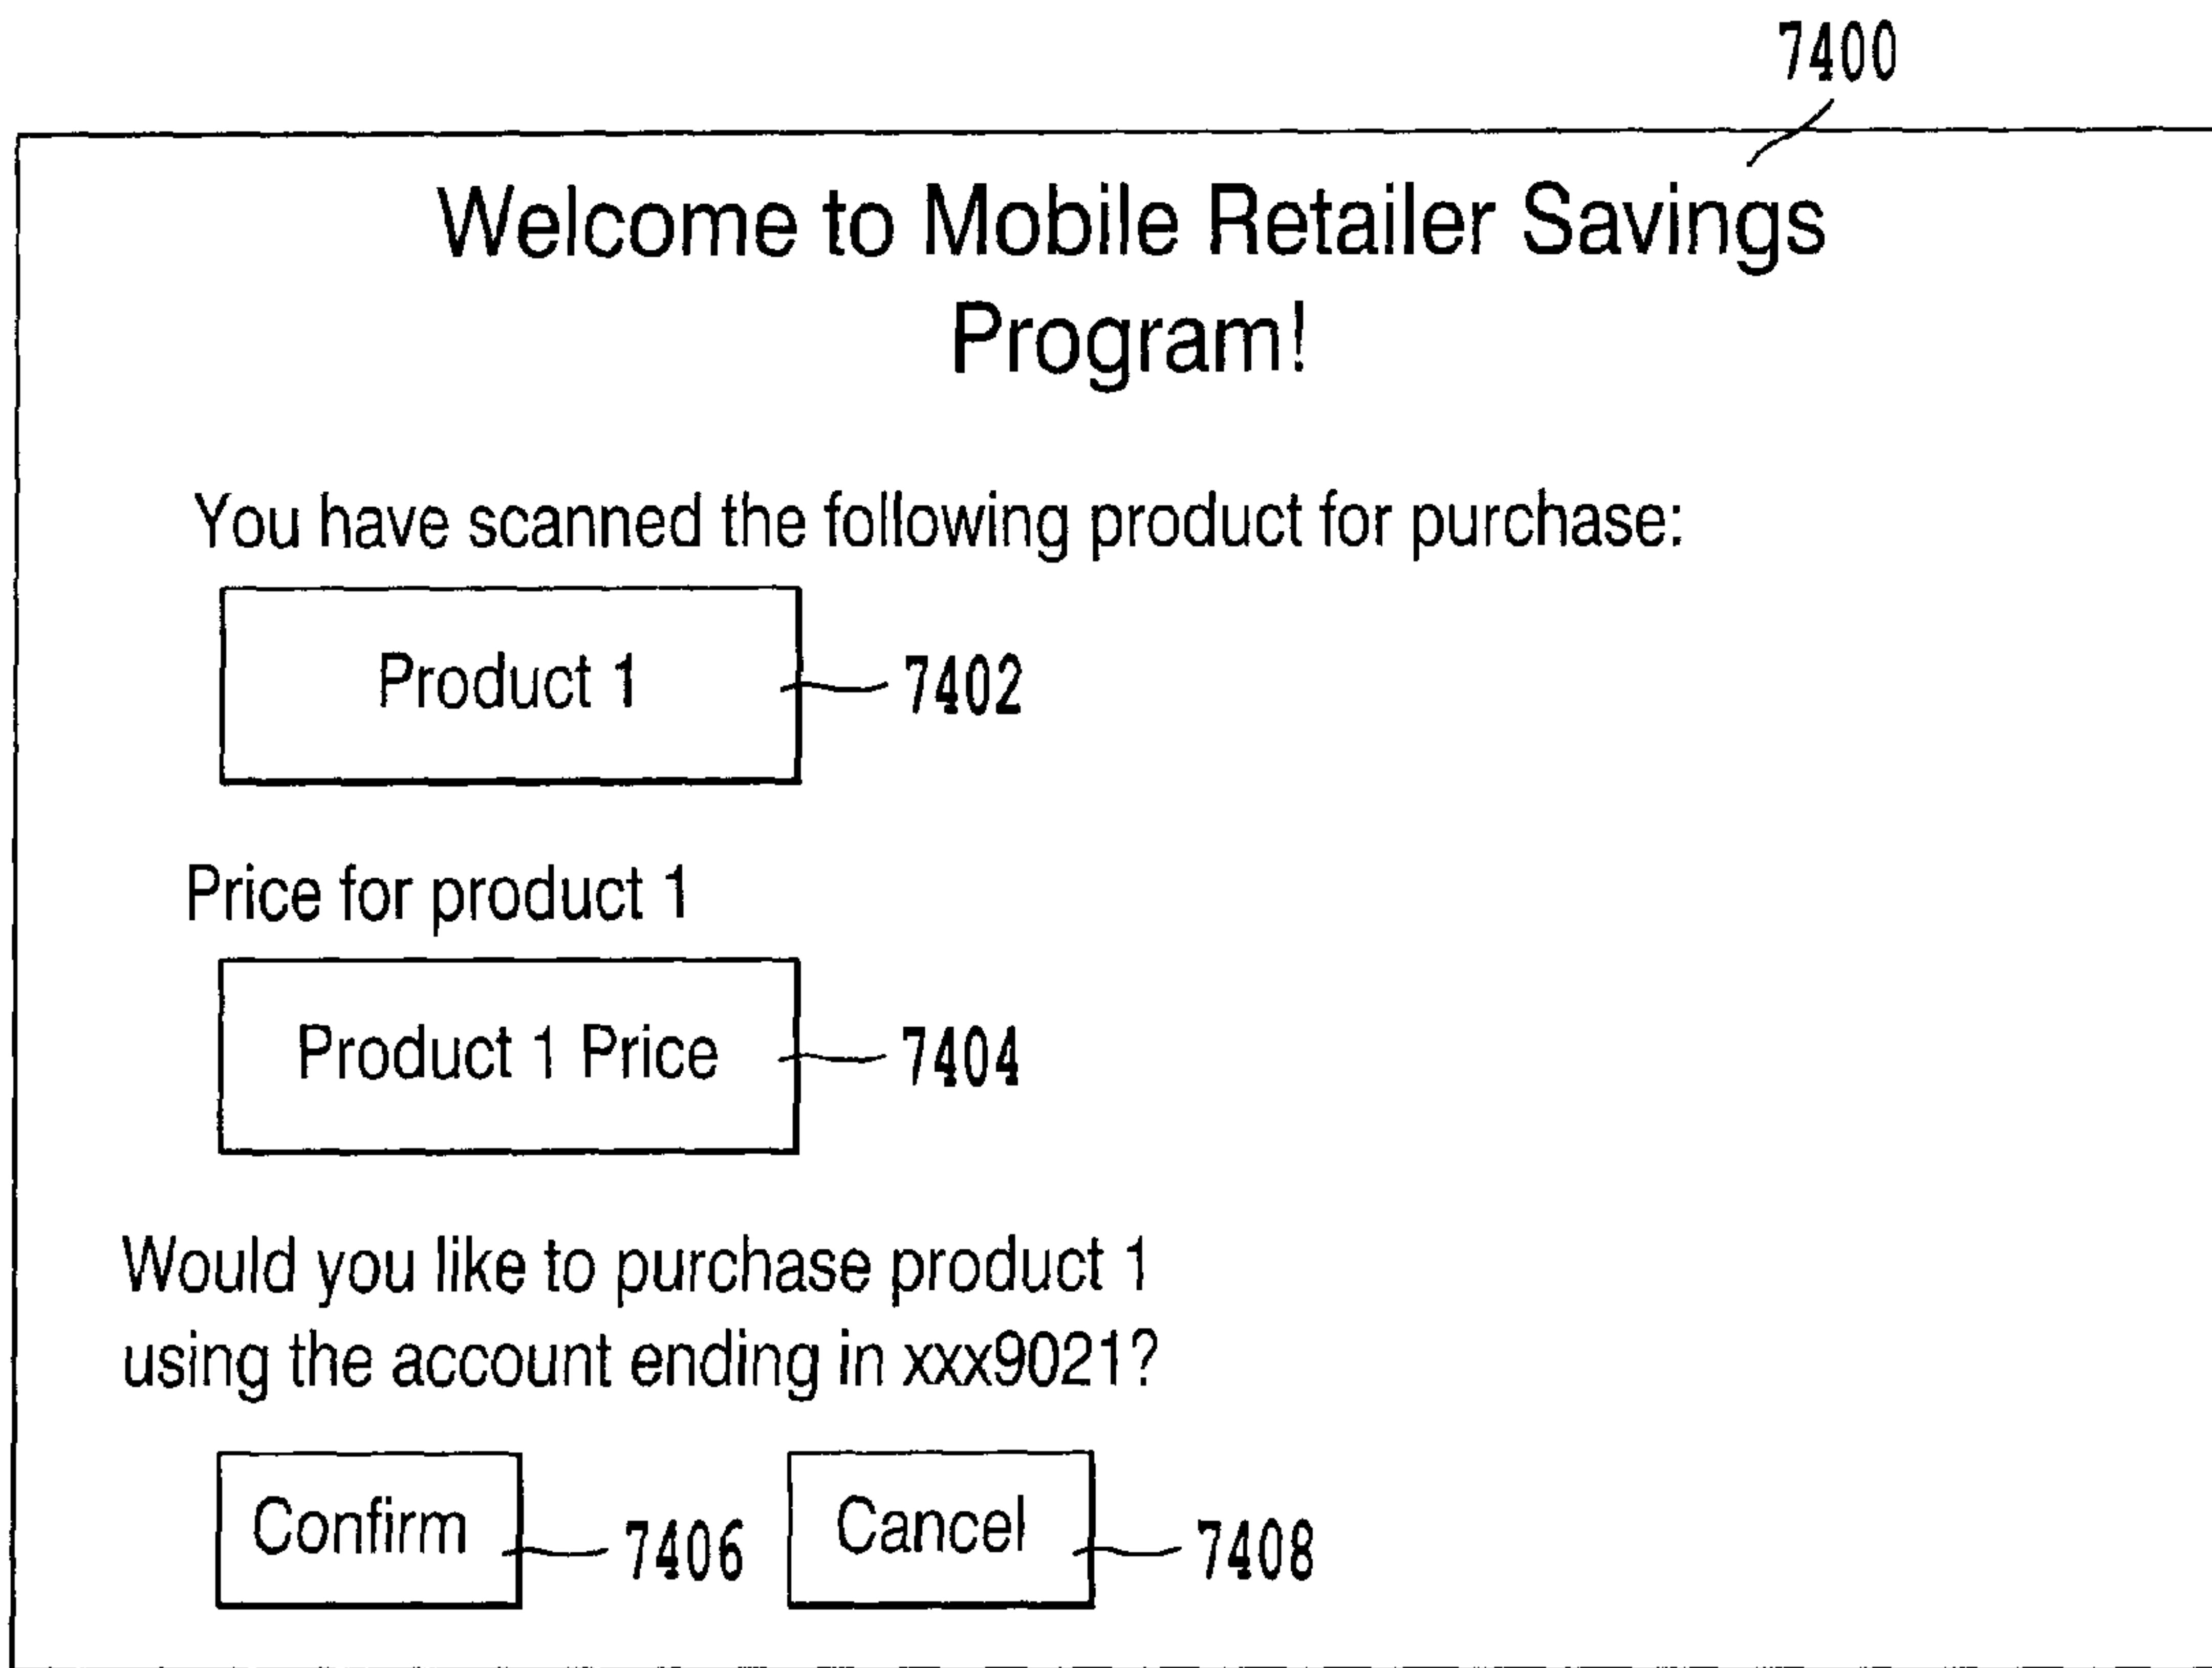 7400
Welcome to Mobile Retailer Savings
Program!
You have scanned the following product for purchase:
Product 1
7402
Price for product 1
Product 1 Price
7404
Would you like to purchase product 1
using the account ending in xxx9021?
Confirm
7406
Cancel
7408